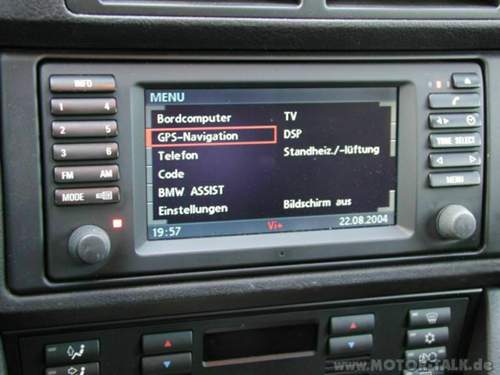 INFO
1 4
2 5
3 6
FM AM
MODE
MENU
Bordcomputer TV
GPS-Navigation DSP
Telefon Standheiz./-lüftung
Code
BMW ASSIST
Einstellungen Bildschirm aus
19:57 Vi+ 22.08.2004
TONE SELECT
MENU
www.MOTOR-TALK.de